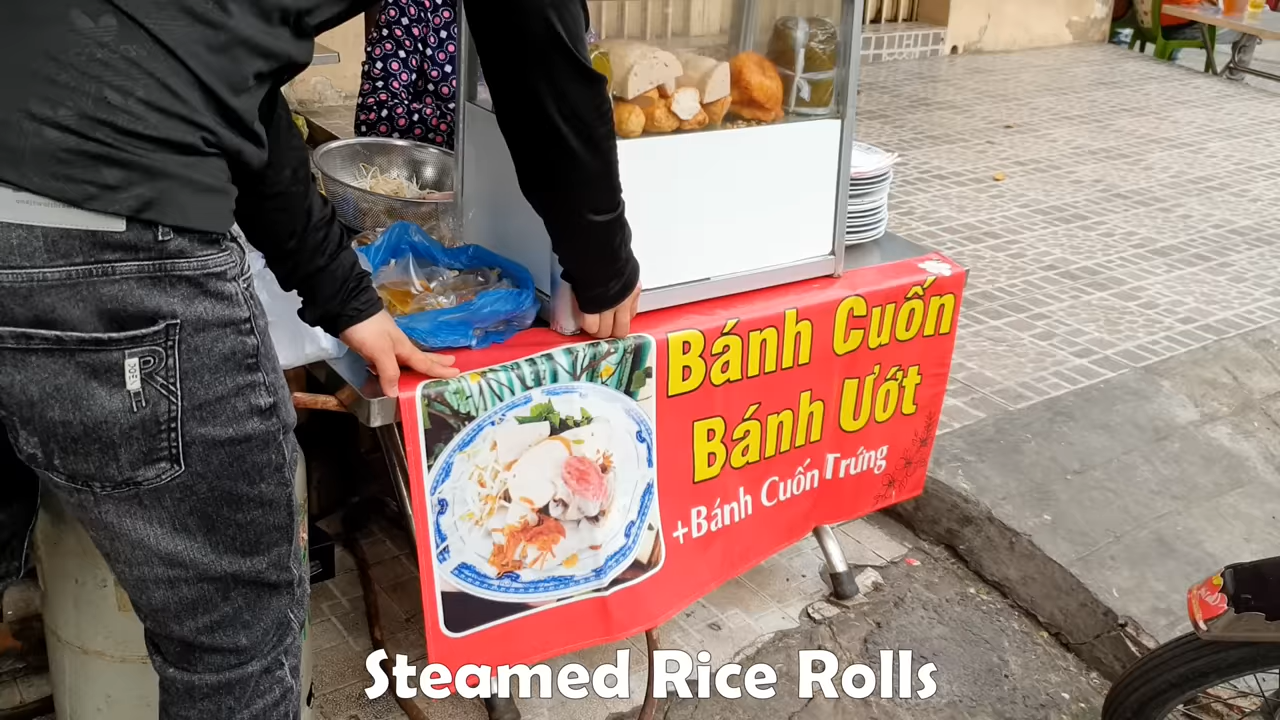 Bánh Cuốn
Bánh Ướt
+Bánh Cuốn Trứng
Steamed Rice Rolls